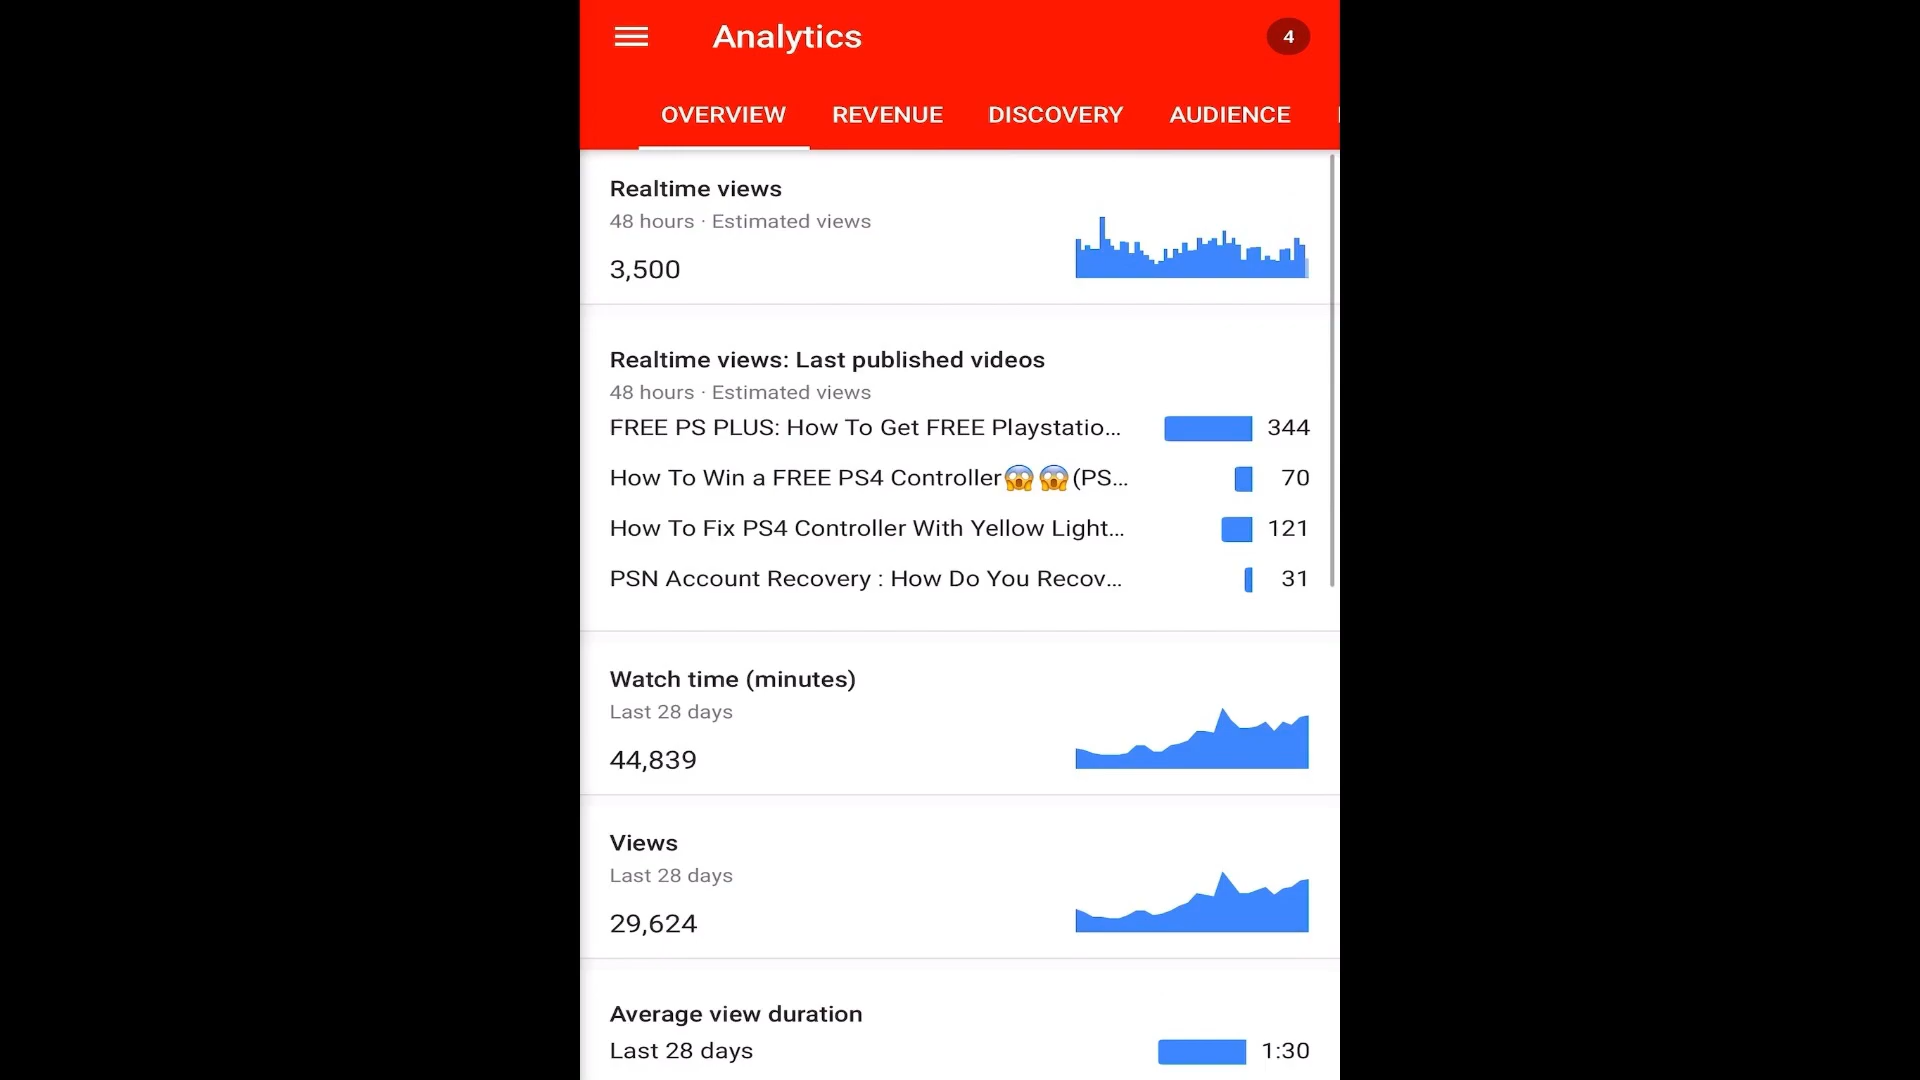 Analytics
4
OVERVIEW REVENUE DISCOVERY AUDIENCE
Realtime views
48 hours · Estimated views
3,500
Realtime views: Last published videos
48 hours · Estimated views
FREE PS PLUS: How To Get FREE Playstatio... 344
How To Win a FREE PS4 Controller😱😱(PS... 70
How To Fix PS4 Controller With Yellow Light... 121
PSN Account Recovery : How Do You Recov... 31
Watch time (minutes)
Last 28 days
44,839
Views
Last 28 days
29,624
Average view duration
Last 28 days 1:30